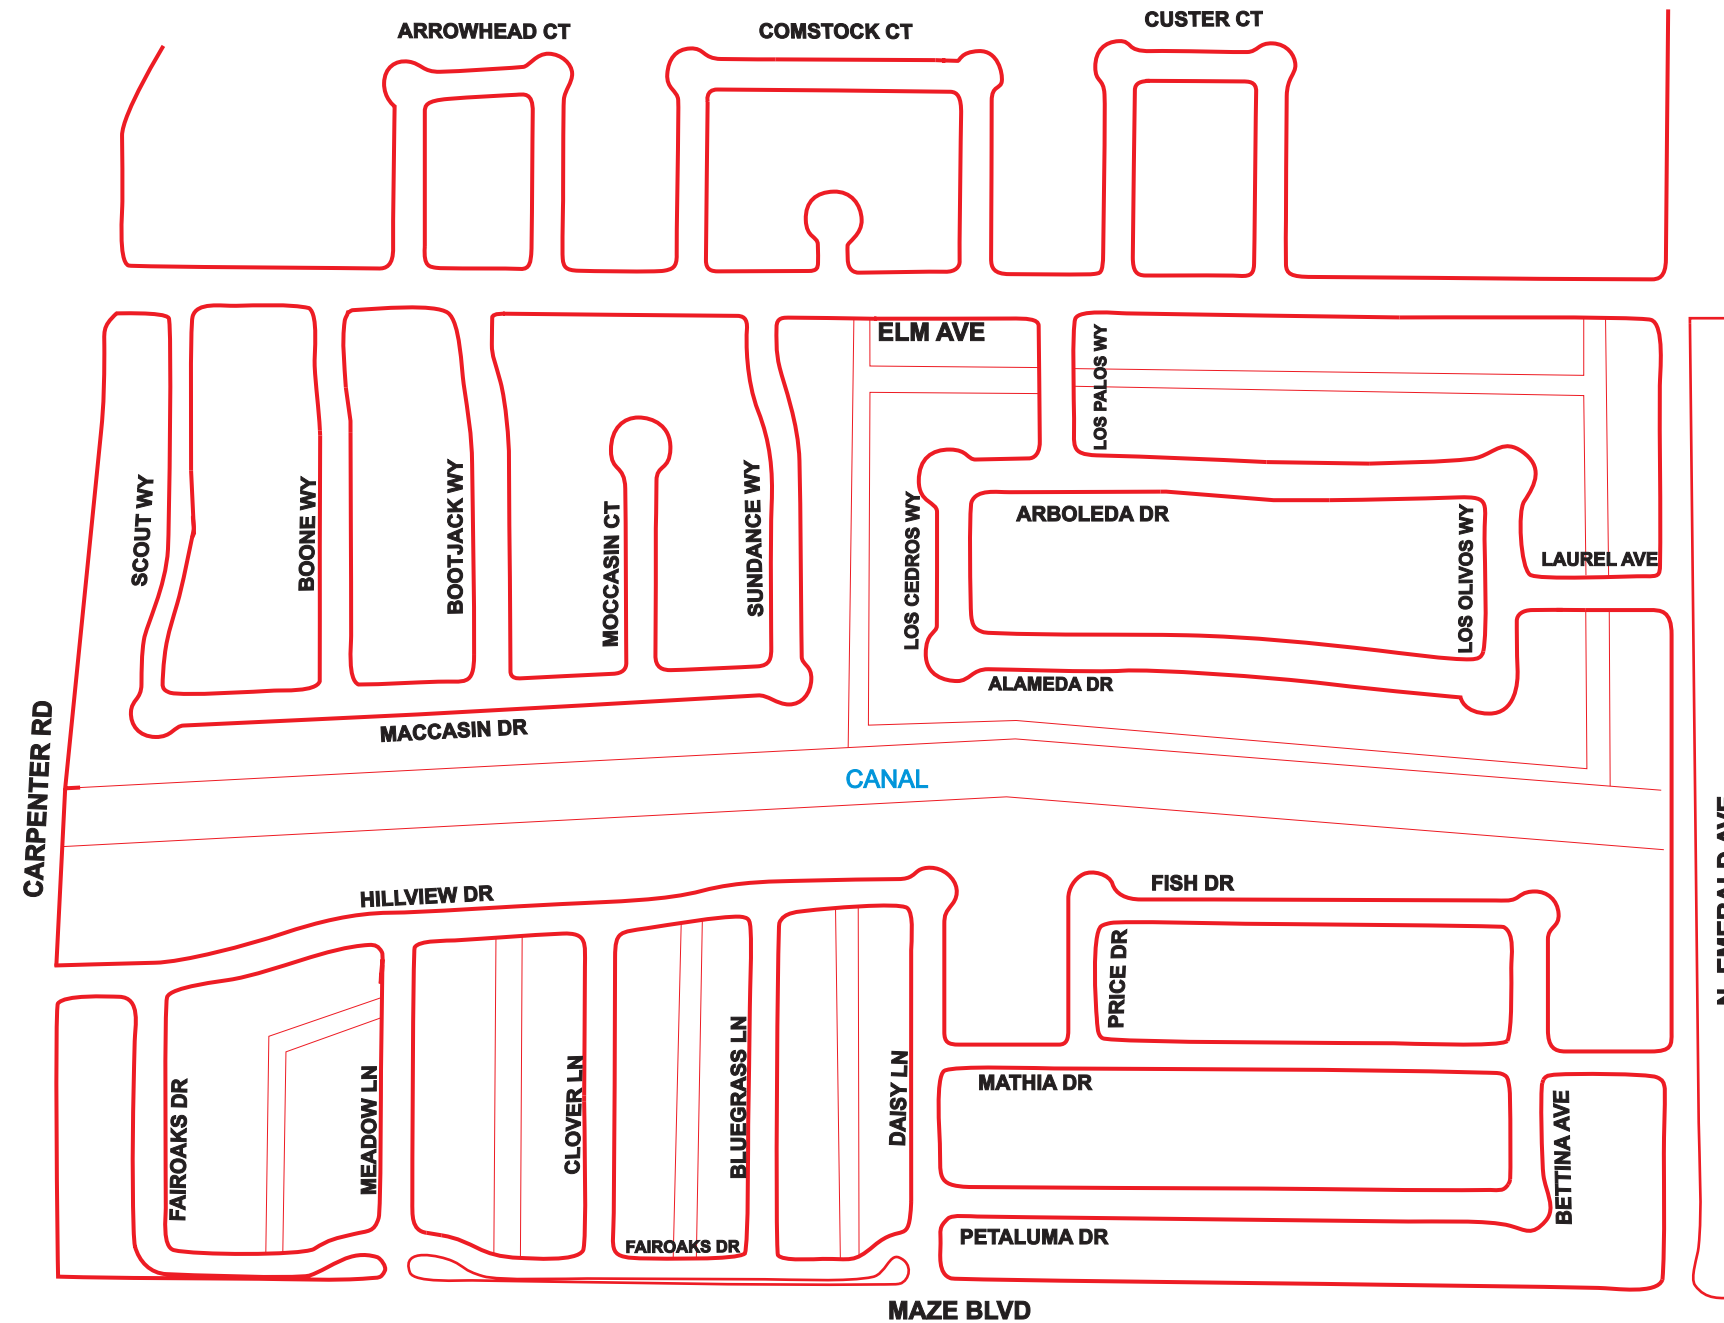 ARROWHEAD CT
COMSTOCK CT
CUSTER CT
ELM AVE
LOS PALOS WY
SCOUT WY
BOONE WY
BOOTJACK WY
MOCCASIN CT
SUNDANCE WY
LOS CEDROS WY
ARBOLEDA DR
LOS OLIVOS WY
LAUREL AVE
ALAMEDA DR
MACCASIN DR
CARPENTER RD
CANAL
N. EMERALD AVE
HILLVIEW DR
FISH DR
PRICE DR
FAIROAKS DR
MEADOW LN
CLOVER LN
BLUEGRASS LN
DAISY LN
MATHIA DR
BETTINA AVE
FAIROAKS DR
PETALUMA DR
MAZE BLVD